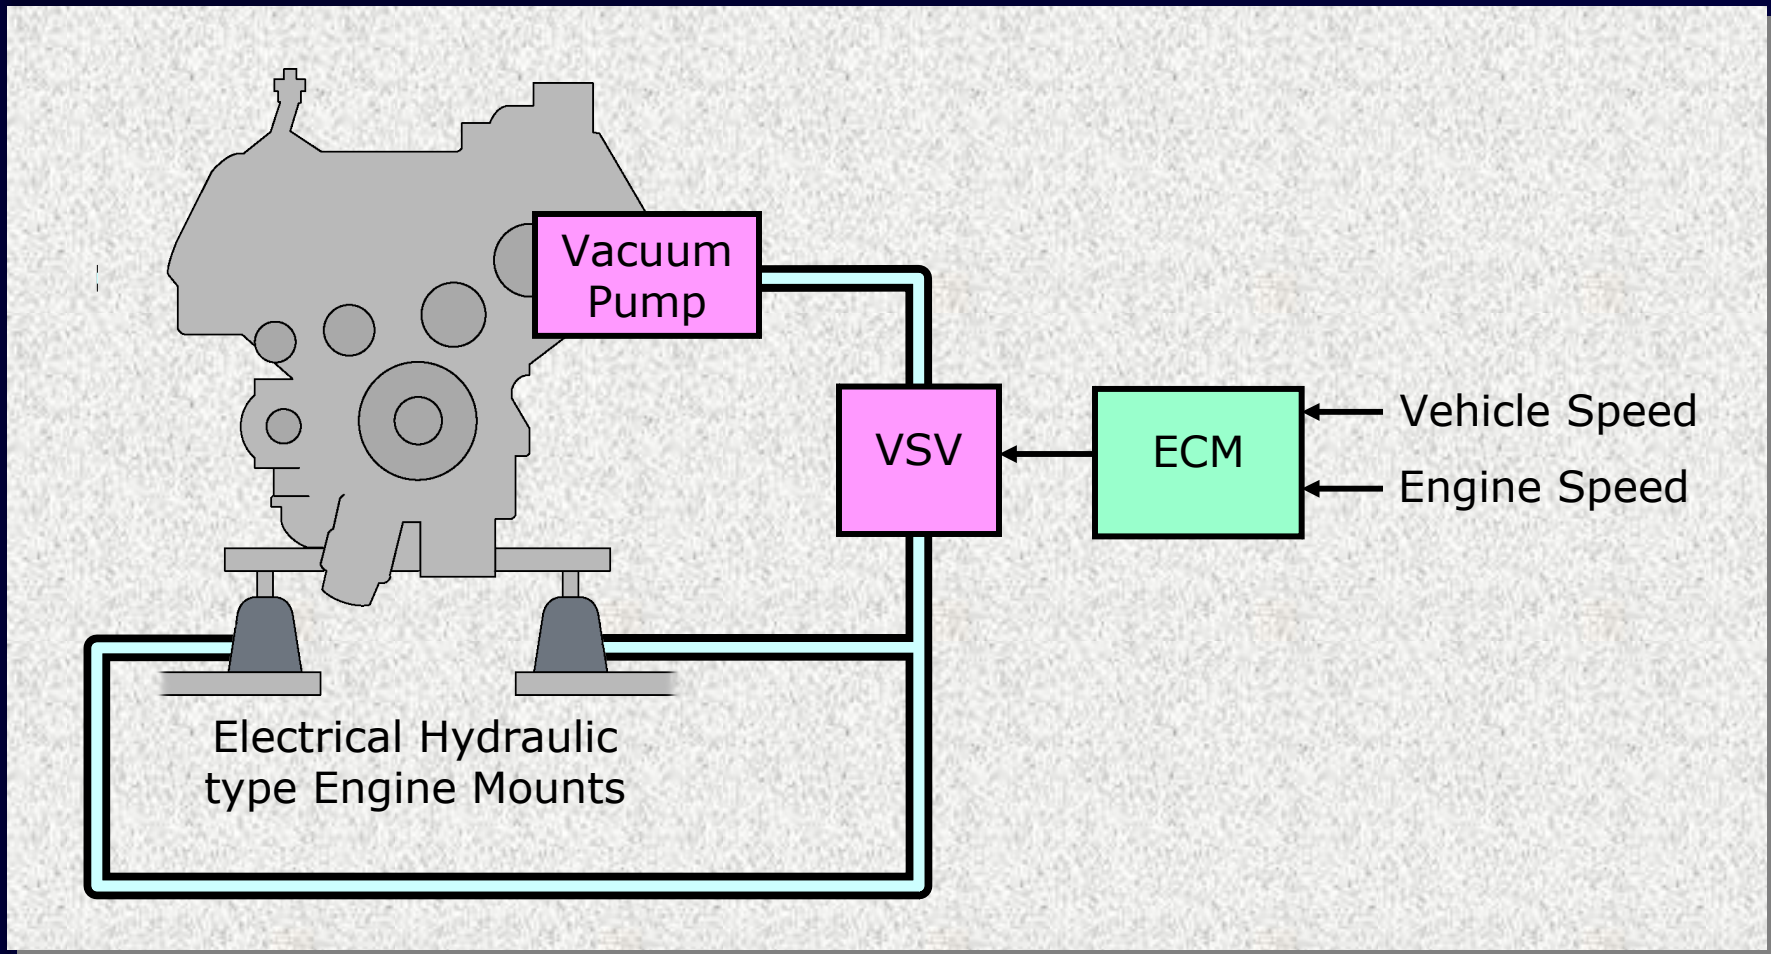 Vacuum
Pump
VSV
ECM
Vehicle Speed
Engine Speed
Electrical Hydraulic
type Engine Mounts